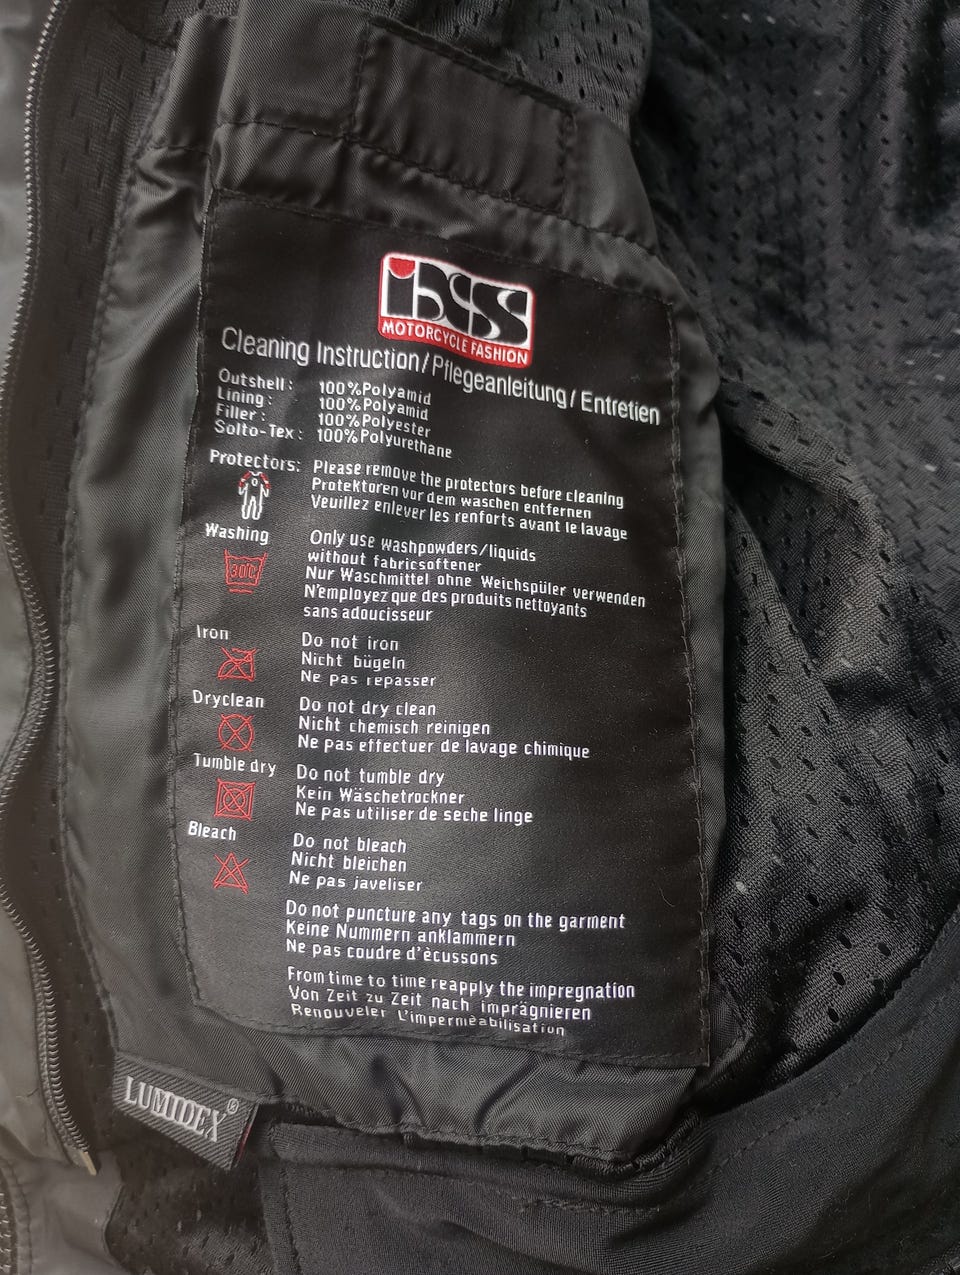 ixs
MOTORCYCLE FASHION
Cleaning Instruction/Pflegeanleitung/Entretien
Outshell: 100%Polyamid
Lining: 100%Polyamid
Filler: 100%Polyester
Solto-Tex: 100%Polyurethane
Protectors: Please remove the protectors before cleaning
Protektoren vor dem waschen entfernen
Veuillez enlever les renforts avant le lavage
Washing
30°C
Only use washpowders/liquids
without fabricsoftener
Nur Waschmittel ohne Weichspüler verwenden
N'employez que des produits nettoyants
sans adoucisseur
Iron
Do not iron
Nicht bügeln
Ne pas repasser
Dryclean
Do not dry clean
Nicht chemisch reinigen
Ne pas effectuer de lavage chimique
Tumble dry
Do not tumble dry
Kein Wäschetrockner
Ne pas utiliser de seche linge
Bleach
Do not bleach
Nicht bleichen
Ne pas javeliser
Do not puncture any tags on the garment
Keine Nummern anklammern
Ne pas coudre d'ècussons
From time to time reapply the impregnation
Von Zeit zu Zeit nach imprägnieren
Renouveler L'impermèabilisation
LUMIDEX®